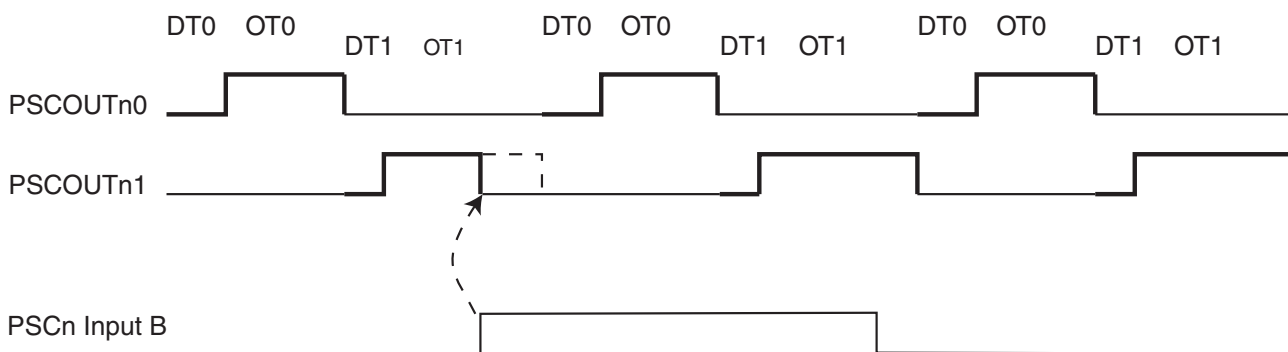 DT0 OT0 DT1 OT1 DT0 OT0 DT1 OT1 DT0 OT0 DT1 OT1
PSCOUTn0
PSCOUTn1
PSCn Input B